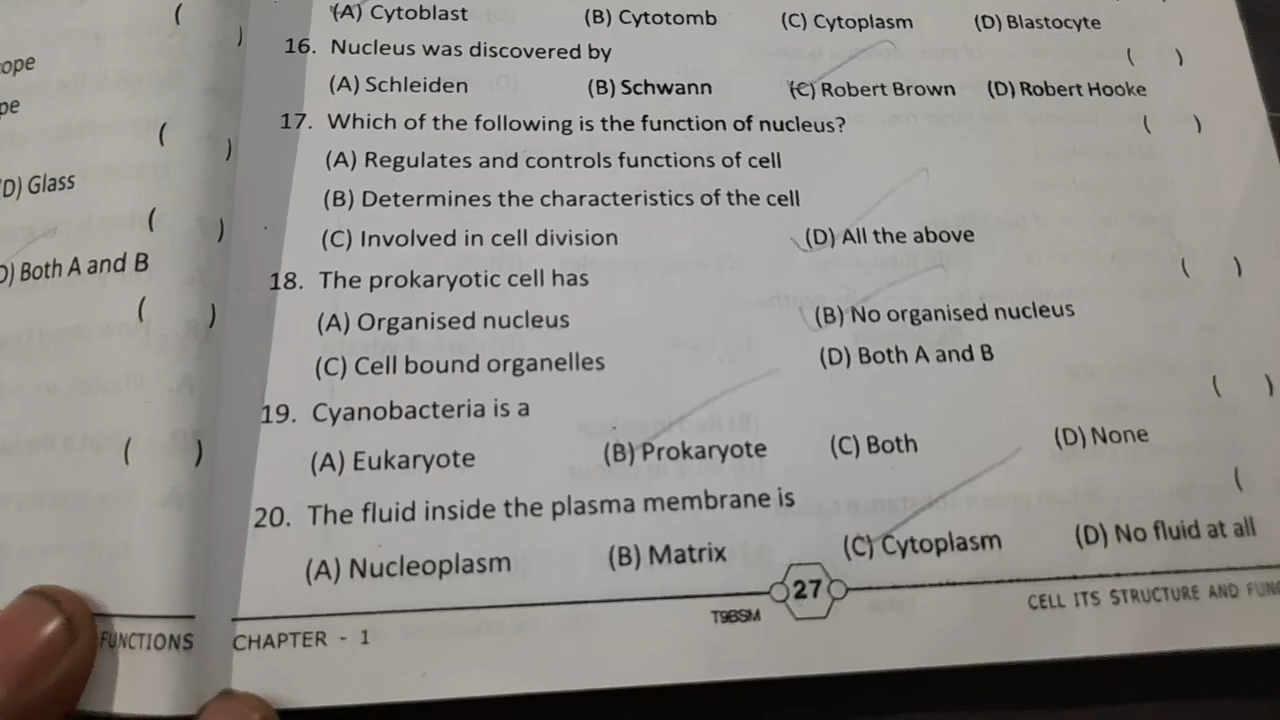 ope
pe
( )
D) Glass
( )
D) Both A and B
( )
( )
( )
(A) Cytoblast (B) Cytotomb (C) Cytoplasm (D) Blastocyte
16. Nucleus was discovered by ( )
(A) Schleiden (B) Schwann (C) Robert Brown (D) Robert Hooke
17. Which of the following is the function of nucleus? ( )
(A) Regulates and controls functions of cell
(B) Determines the characteristics of the cell
(C) Involved in cell division (D) All the above
18. The prokaryotic cell has ( )
(A) Organised nucleus (B) No organised nucleus
(C) Cell bound organelles (D) Both A and B
19. Cyanobacteria is a ( )
(A) Eukaryote (B) Prokaryote (C) Both (D) None
20. The fluid inside the plasma membrane is (
(A) Nucleoplasm (B) Matrix (C) Cytoplasm (D) No fluid at all
27
T9BSM
FUNCTIONS CHAPTER - 1 CELL ITS STRUCTURE AND FUN